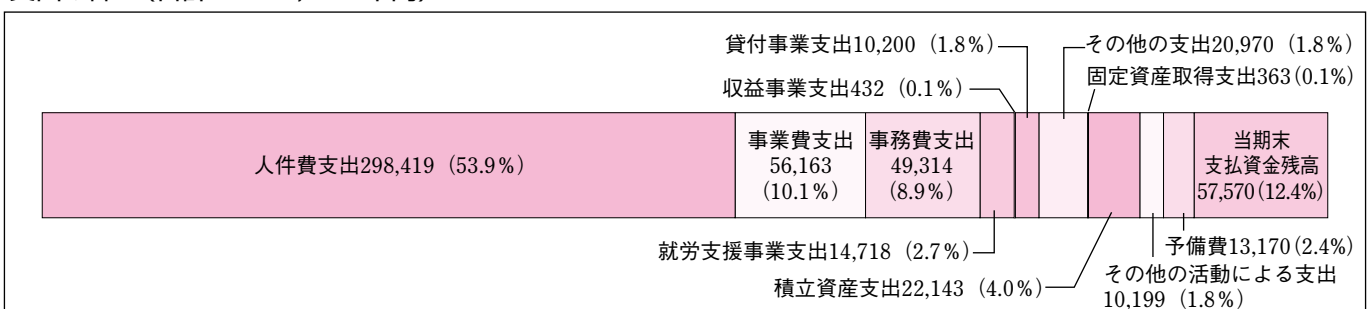 貸付事業支出10,200（1.8%）
その他の支出20,970（1.8%）
収益事業支出432（0.1%）
固定資産取得支出363(0.1%)
人件費支出298,419（53.9%）
事業費支出
56,163
（10.1%）
事務費支出
49,314
（8.9%）
当期末
支払資金残高
57,570(12.4%)
就労支援事業支出14,718（2.7%）
予備費13,170(2.4%)
積立資産支出22,143（4.0%）
その他の活動による支出
10,199（1.8%）